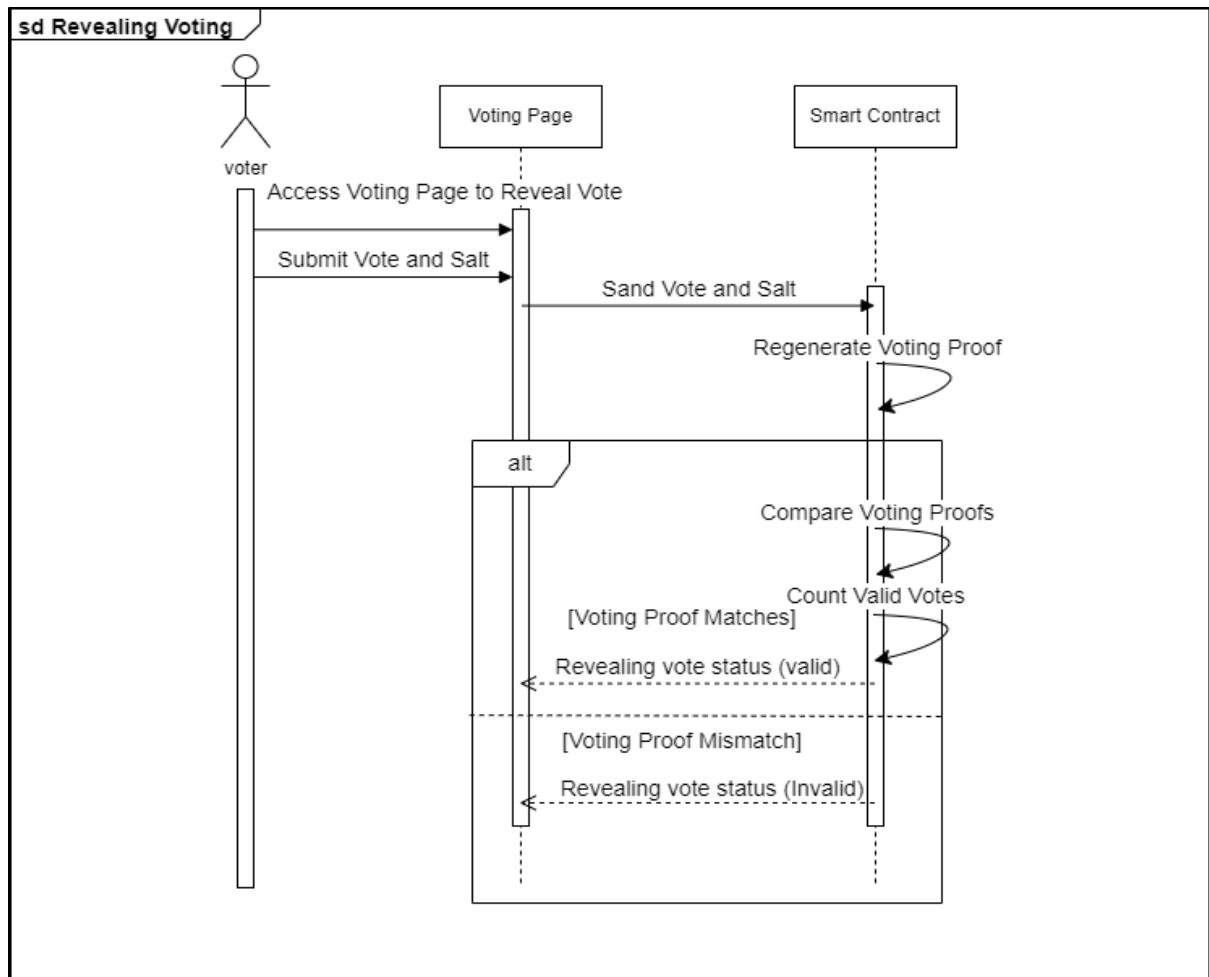 sd Revealing Voting
Voting Page
Smart Contract
voter
Access Voting Page to Reveal Vote
Submit Vote and Salt
Sand Vote and Salt
Regenerate Voting Proof
alt
Compare Voting Proofs
Count Valid Votes
[Voting Proof Matches]
Revealing vote status (valid)
[Voting Proof Mismatch]
Revealing vote status (Invalid)